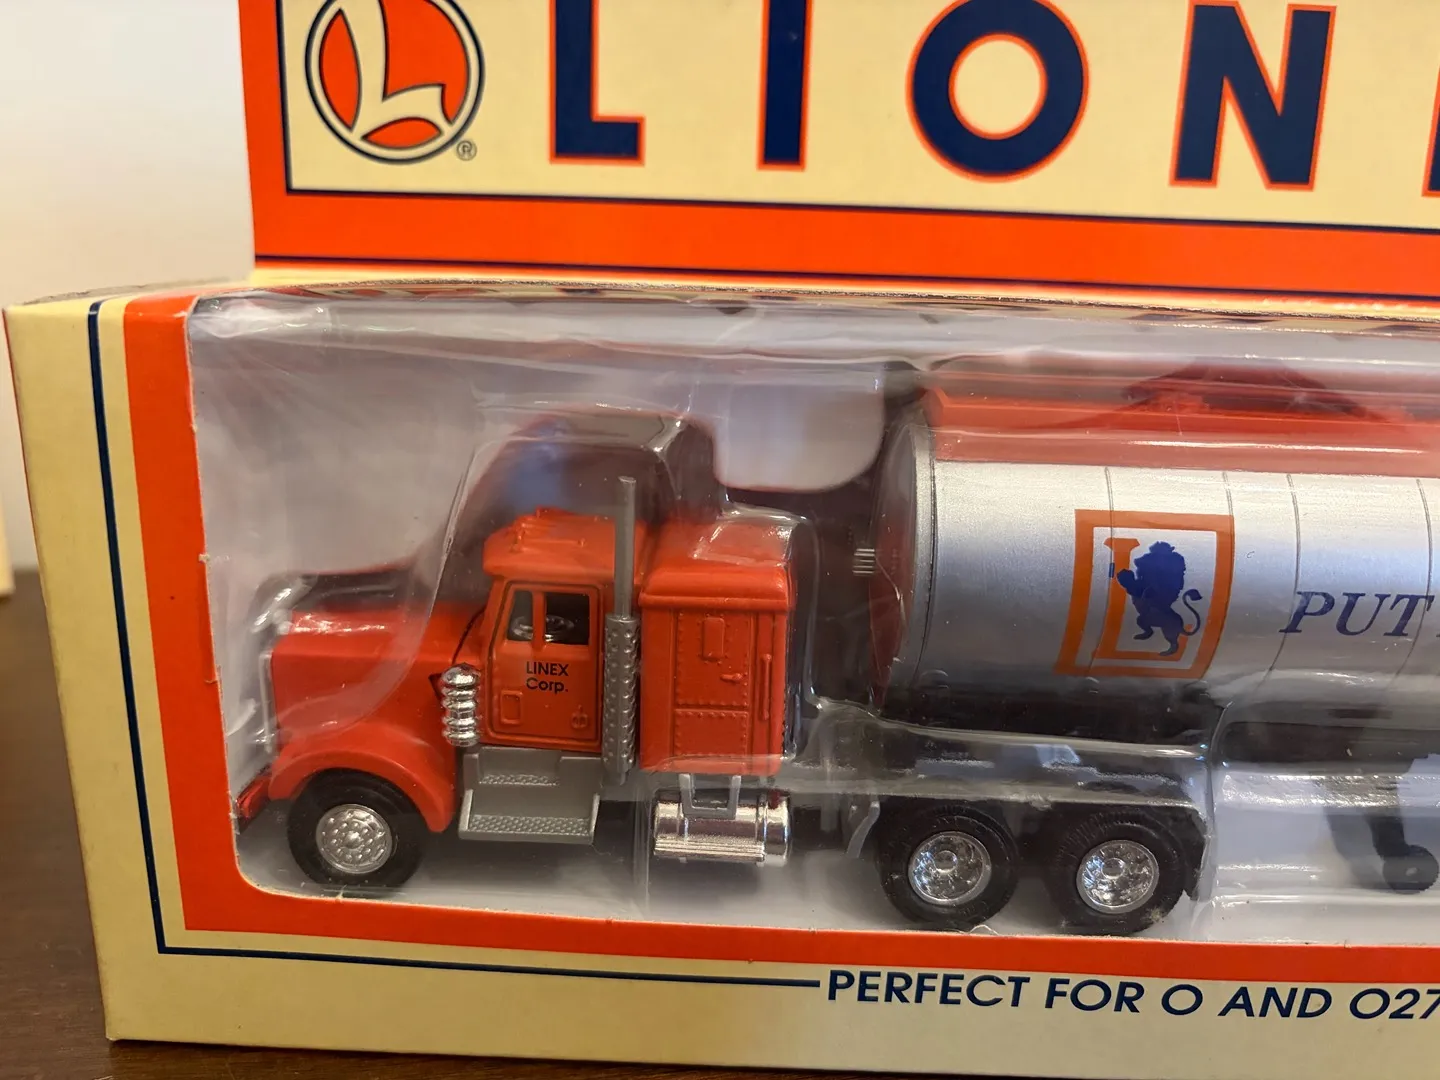 L ®
LION
LINEX
Corp.
L
PUT
PERFECT FOR O AND O27